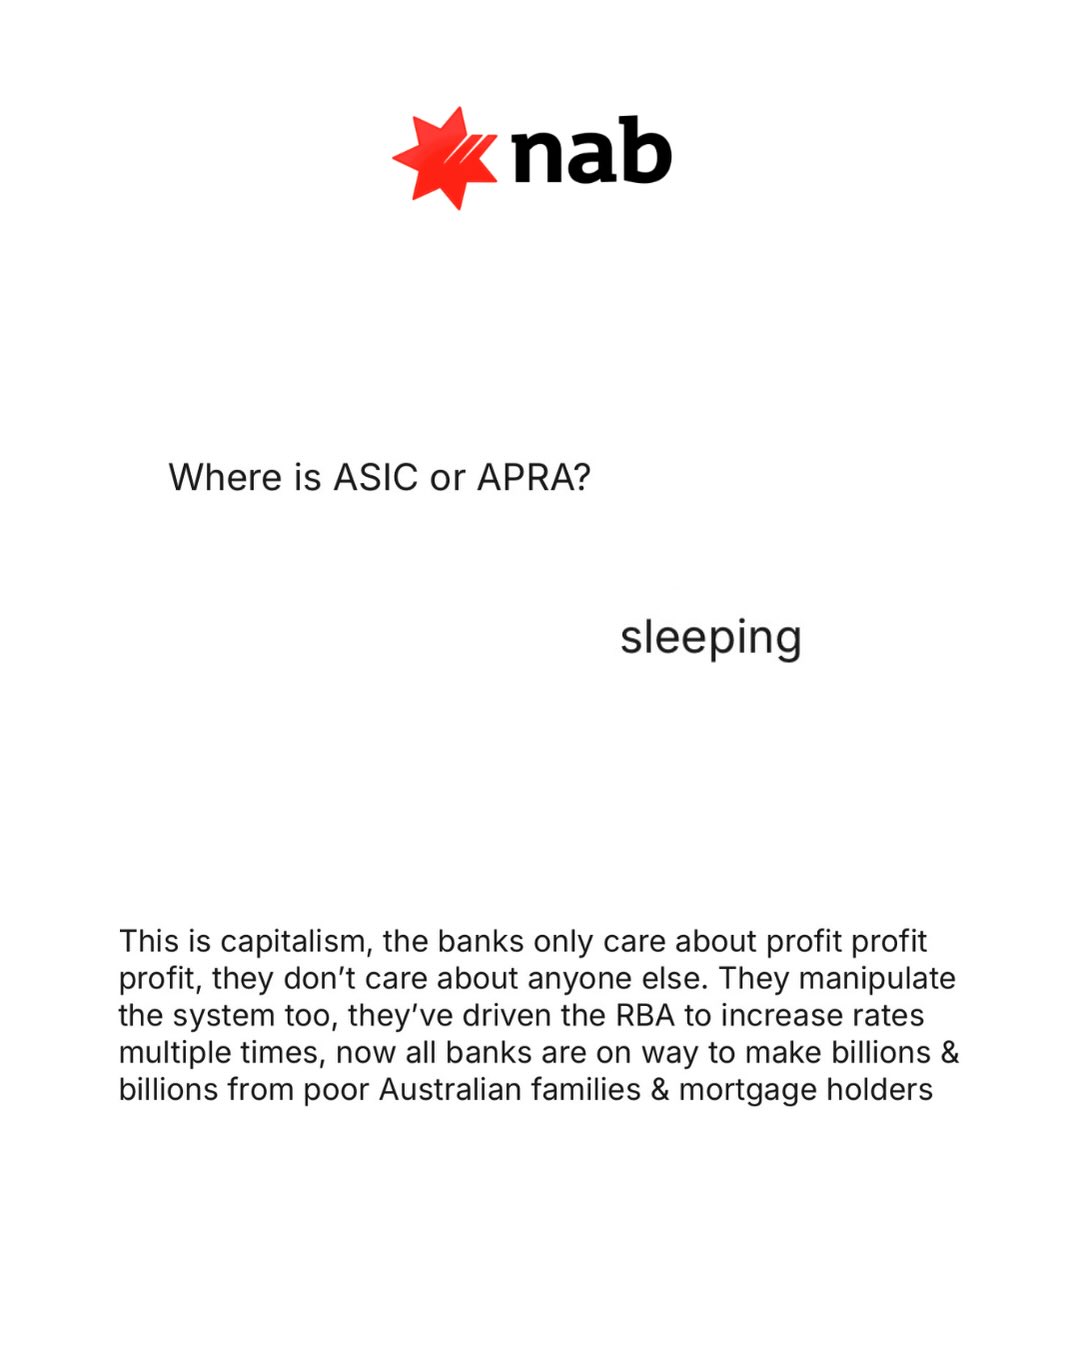 nab
Where is ASIC or APRA?
sleeping
This is capitalism, the banks only care about profit profit
profit, they don’t care about anyone else. They manipulate
the system too, they’ve driven the RBA to increase rates
multiple times, now all banks are on way to make billions &
billions from poor Australian families & mortgage holders